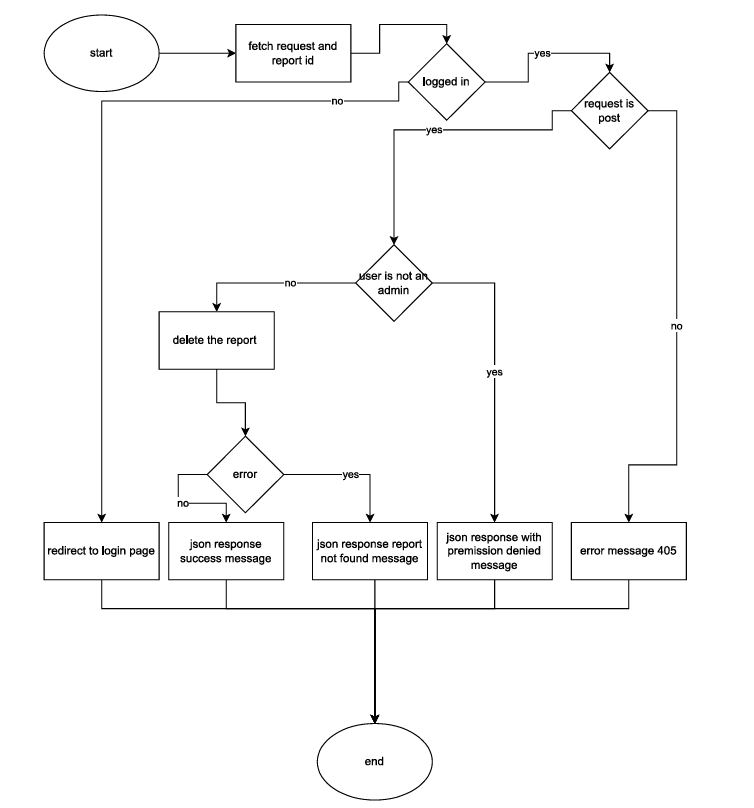 start
fetch request and
report id
logged in
yes
request is
post
no
yes
user is not an
admin
no
delete the report
no
yes
error
yes
no
redirect to login page
json response
success message
json response report
not found message
json response with
premission denied
message
error message 405
end